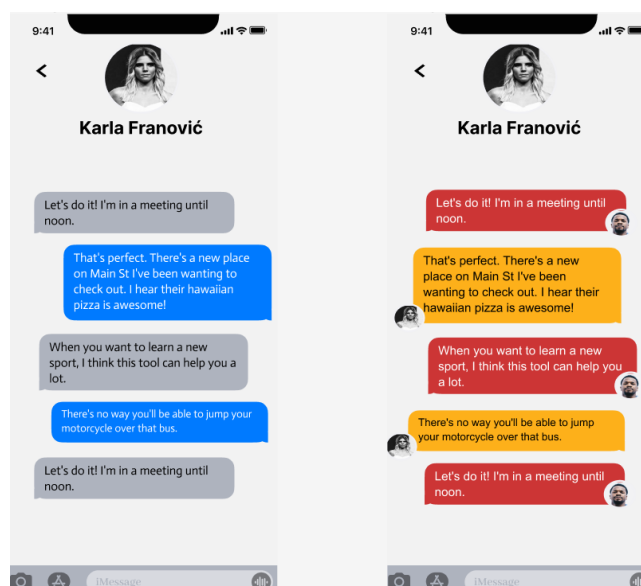 9:41
Karla Franović
Let's do it! I'm in a meeting until
noon.
That's perfect. There's a new place
on Main St I've been wanting to
check out. I hear their hawaiian
pizza is awesome!
When you want to learn a new
sport, I think this tool can help you a
lot.
There's no way you'll be able to jump your
motorcycle over that bus.
Let's do it! I'm in a meeting until
noon.
iMessage
9:41
Karla Franović
Let's do it! I'm in a meeting until
noon.
That's perfect. There's a new
place on Main St I've been
wanting to check out. I hear their
hawaiian pizza is awesome!
When you want to learn a new
sport, I think this tool can help you
a lot.
There's no way you'll be able to jump
your motorcycle over that bus.
Let's do it! I'm in a meeting until
noon.
iMessage